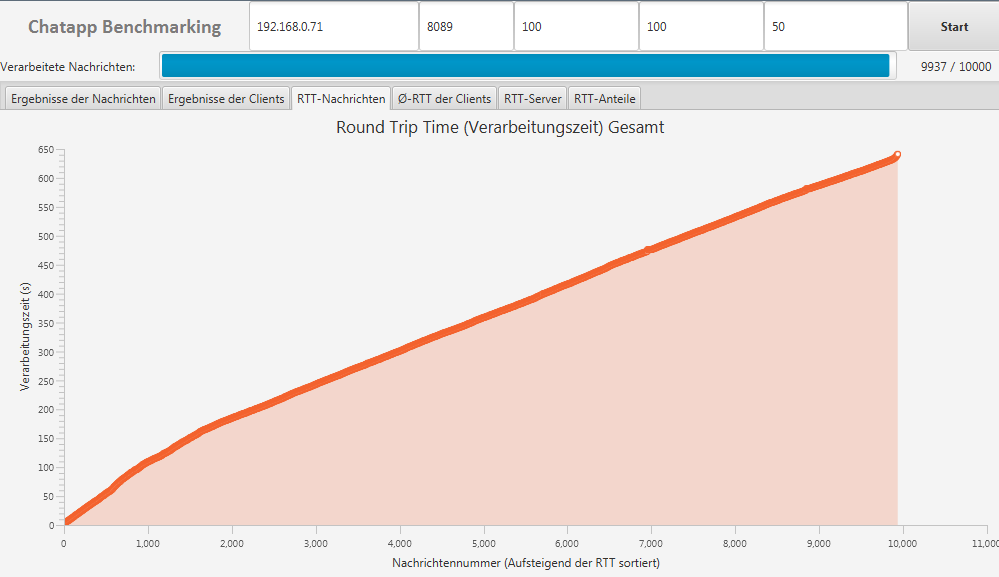 Chatapp Benchmarking 192.168.0.71 8089 100 100 50 Start
Verarbeitete Nachrichten: 9937 / 10000
Ergebnisse der Nachrichten Ergebnisse der Clients RTT-Nachrichten Ø-RTT der Clients RTT-Server RTT-Anteile
Round Trip Time (Verarbeitungszeit) Gesamt
Verarbeitungszeit (s)
650
600
550
500
450
400
350
300
250
200
150
100
50
0
0 1,000 2,000 3,000 4,000 5,000 6,000 7,000 8,000 9,000 10,000 11,000
Nachrichtennummer (Aufsteigend der RTT sortiert)